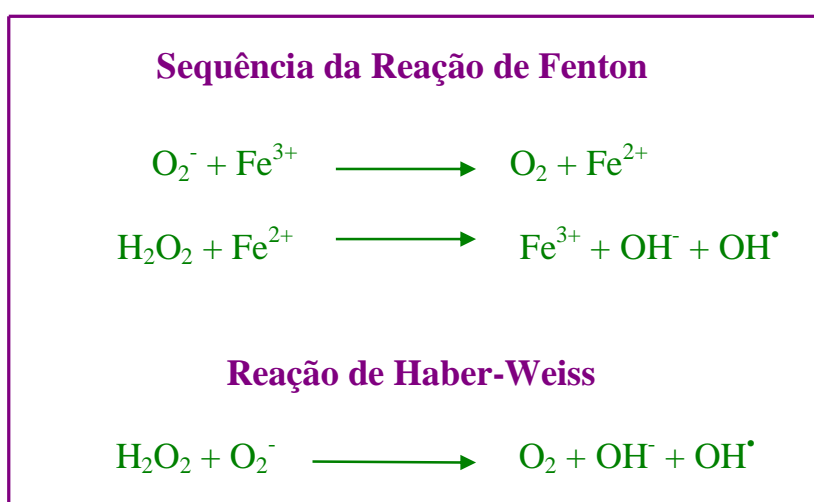 Sequência da Reação de Fenton
O₂⁻ + Fe³⁺ ⟶ O₂ + Fe²⁺
H₂O₂ + Fe²⁺ ⟶ Fe³⁺ + OH⁻ + OH•
Reação de Haber-Weiss
H₂O₂ + O₂⁻ ⟶ O₂ + OH⁻ + OH•